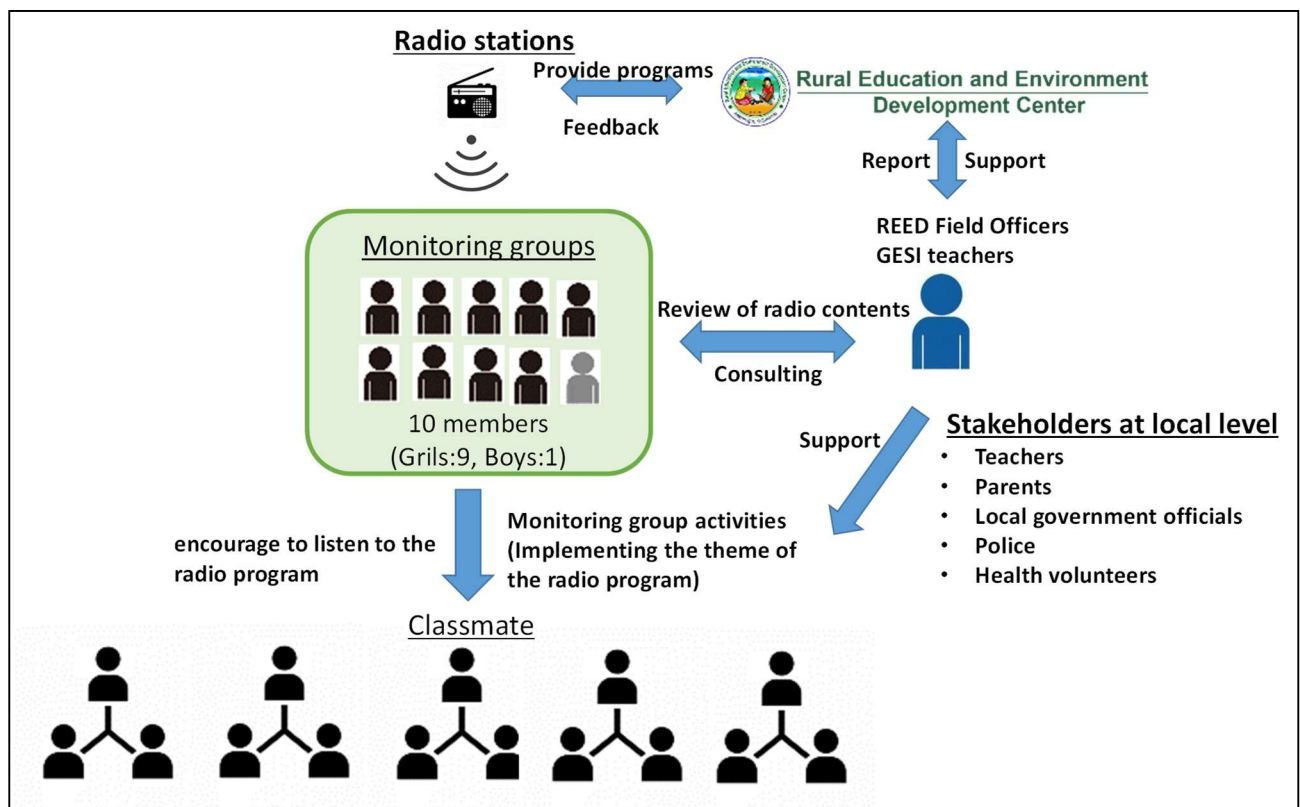 Radio stations
Provide programs
Feedback
Rural Education and Environment
Development Center
Report
Support
REED Field Officers
GESI teachers
Monitoring groups
10 members
(Grils:9, Boys:1)
Review of radio contents
Consulting
Support
Stakeholders at local level
• Teachers
• Parents
• Local government officials
• Police
• Health volunteers
encourage to listen to the
radio program
Monitoring group activities
(Implementing the theme of
the radio program)
Classmate